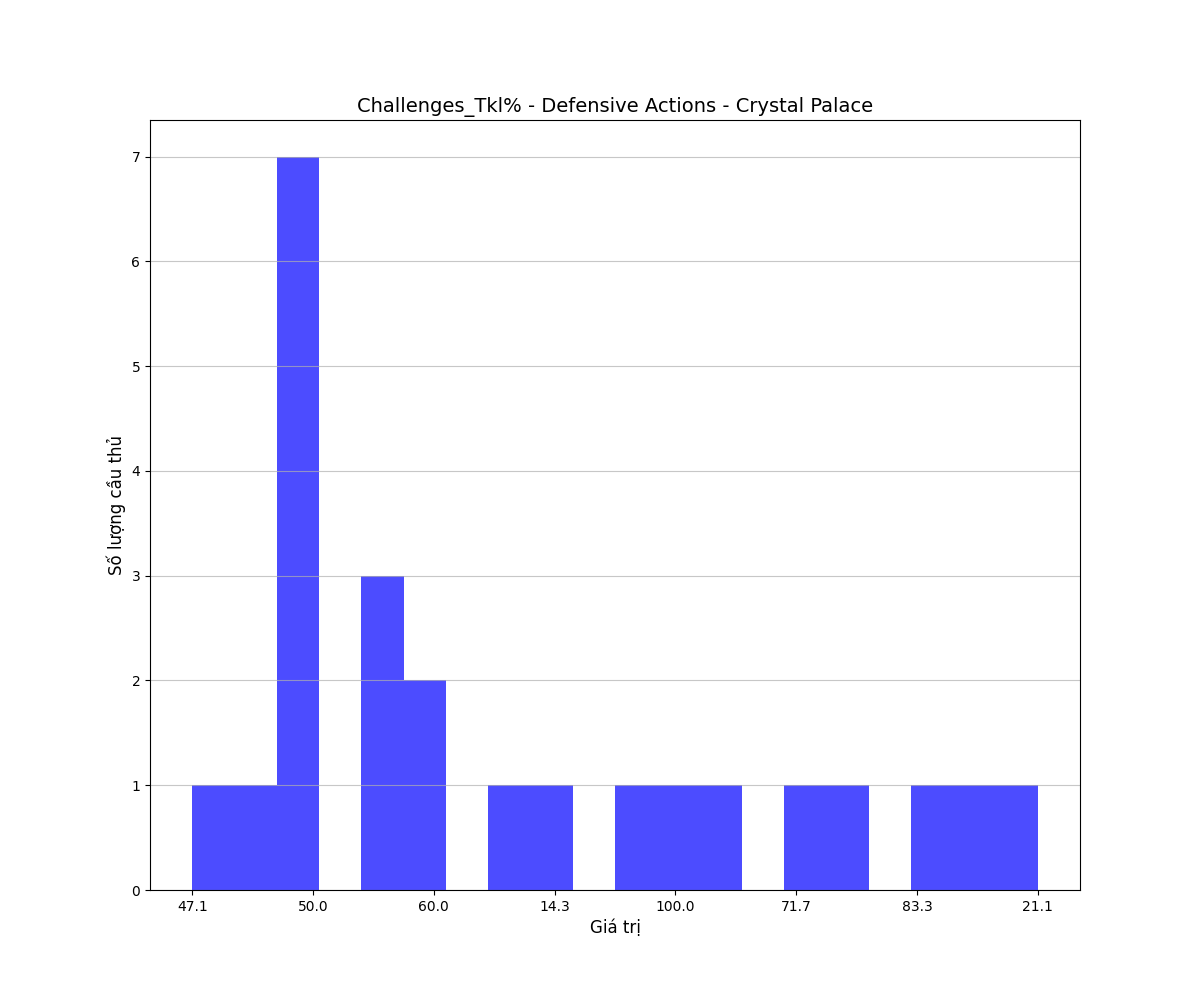 Challenges_Tkl% - Defensive Actions - Crystal Palace
7
6
5
4
3
2
1
0
Số lượng cầu thủ
47.1 50.0 60.0 14.3 100.0 71.7 83.3 21.1
Giá trị